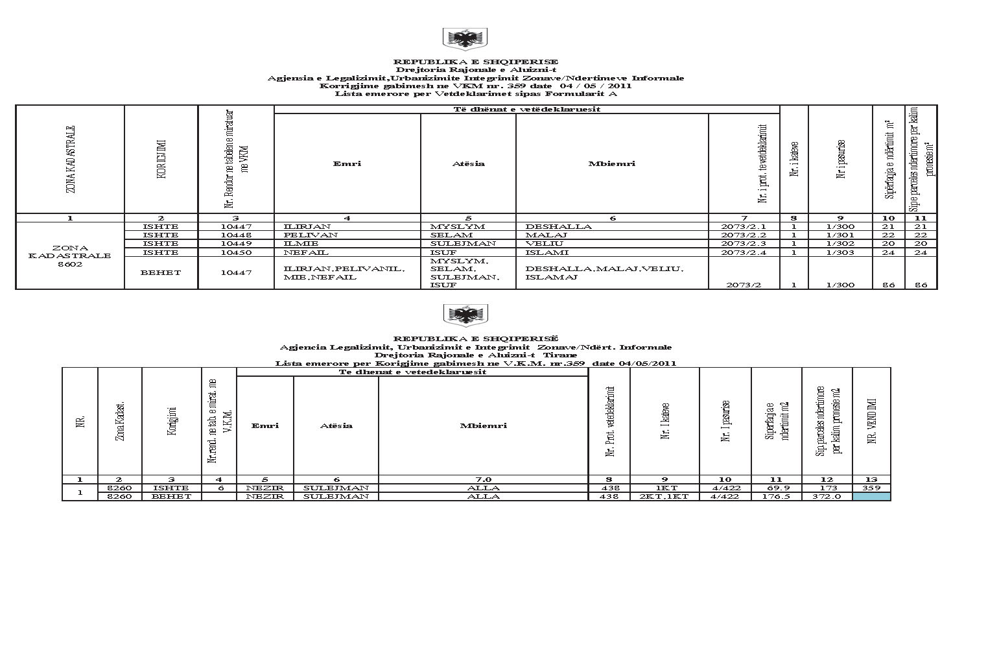 REPUBLIKA E SHQIPERISE
Drejtoria Rajonale e Aluizni-t
Agjensia e Legalizimit,Urbanizimite Integrimit Zonave/Ndertimeve Informale
Korrigjime gabimesh ne VKM nr. 359 date 04 / 05 / 2011
Lista emerore per Vetdeklarimet sipas Formularit A
ZONA KADASTRALE
KORIGJIMI
Nr. Rendor ne tabelen e miratuar
me VKM
Të dhënat e vetëdeklaruesit
Emri
Atësia
Mbiemri
Nr. i prot. te vetdeklarimit
Nr. i kateve
Nr i pasurise
Sipërfaqja e ndërtimit m²
Sip e parceles ndertimore per kalim
pronesie m²
1 2 3 4 5 6 7 8 9 10 11
ZONA
KADASTRALE
8602
ISHTE 10447 ILIRJAN MYSLYM DESHALLA 2073/2.1 1 1/300 21 21
ISHTE 10448 PELIVAN SELAM MALAJ 2073/2.2 1 1/301 22 22
ISHTE 10449 ILMIE SULEJMAN VELIU 2073/2.3 1 1/302 20 20
ISHTE 10450 NEFAIL ISUF ISLAMI 2073/2.4 1 1/303 24 24
BEHET 10447
ILIRJAN,PELIVANIL,
MIE,NEFAIL
MYSLYM,
SELAM,
SULEJMAN,
ISUF
DESHALLA,MALAJ,VELIU,
ISLAMAJ
2073/2 1 1/300 86 86
REPUBLIKA E SHQIPERISË
Agjencia Legalizimit, Urbanizimit e Integrimit Zonave/Ndërt. Informale
Drejtoria Rajonale e Aluizni-t Tirane
Lista emerore per Korigjime gabimesh ne V.K.M. nr.359 date 04/05/2011
NR.
Zona Kadast.
Korigjimi
Nr.rend. ne tab. e mirat. me
V.K.M.
Te dhenat e vetedeklaruesit
Emri
Atësia
Mbiemri
Nr. Prot. vetedeklarimit
Nr. I kateve
Nr. I pasurise
Siperfaqja e
ndertimit m2
Sip.parceles ndertimore
per kalim pronesie m2
NR. VENDIMI
1 2 3 4 5 6 7.0 8 9 10 11 12 13
1
8260 ISHTE 6 NEZIR SULEJMAN ALLA 438 1KT 4/422 69.9 173 359
8260 BEHET NEZIR SULEJMAN ALLA 438 2KT,1KT 4/422 176.5 372.0